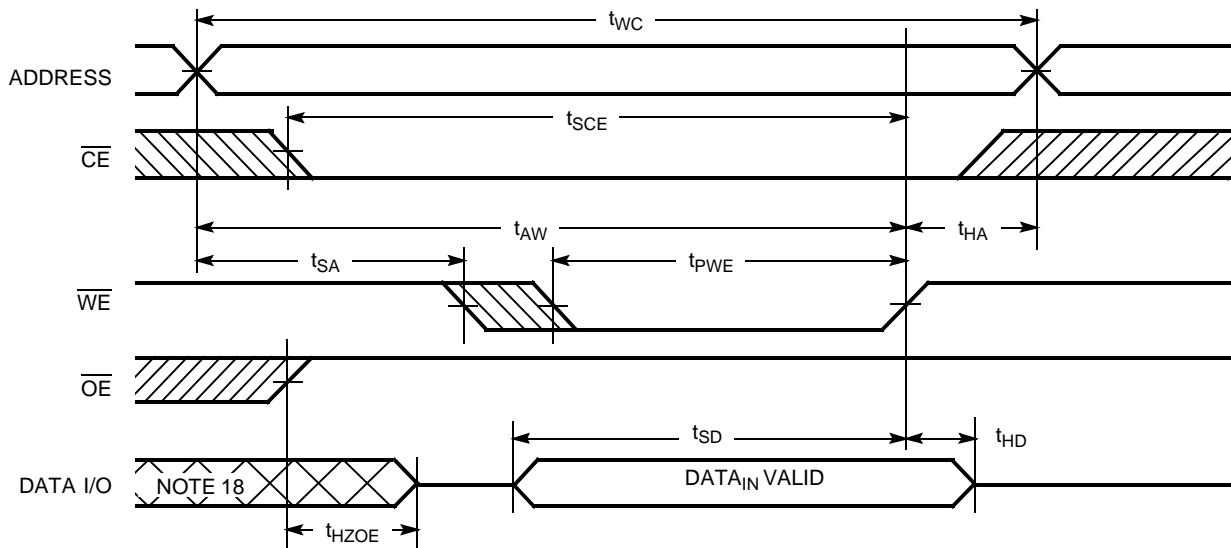 tWC
ADDRESS
tSCE
CE
tAW
tHA
tSA
tPWE
WE
OE
tSD
tHD
DATA I/O
NOTE 18
DATAIN VALID
tHZOE